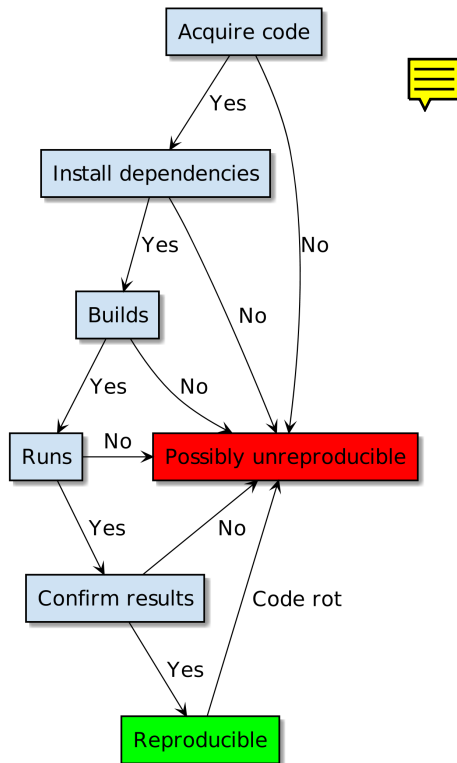 Acquire code
Yes
Install dependencies
Yes
No
No
Builds
Yes
No
Runs
No
Possibly unreproducible
Yes
No
Confirm results
Code rot
Yes
Reproducible